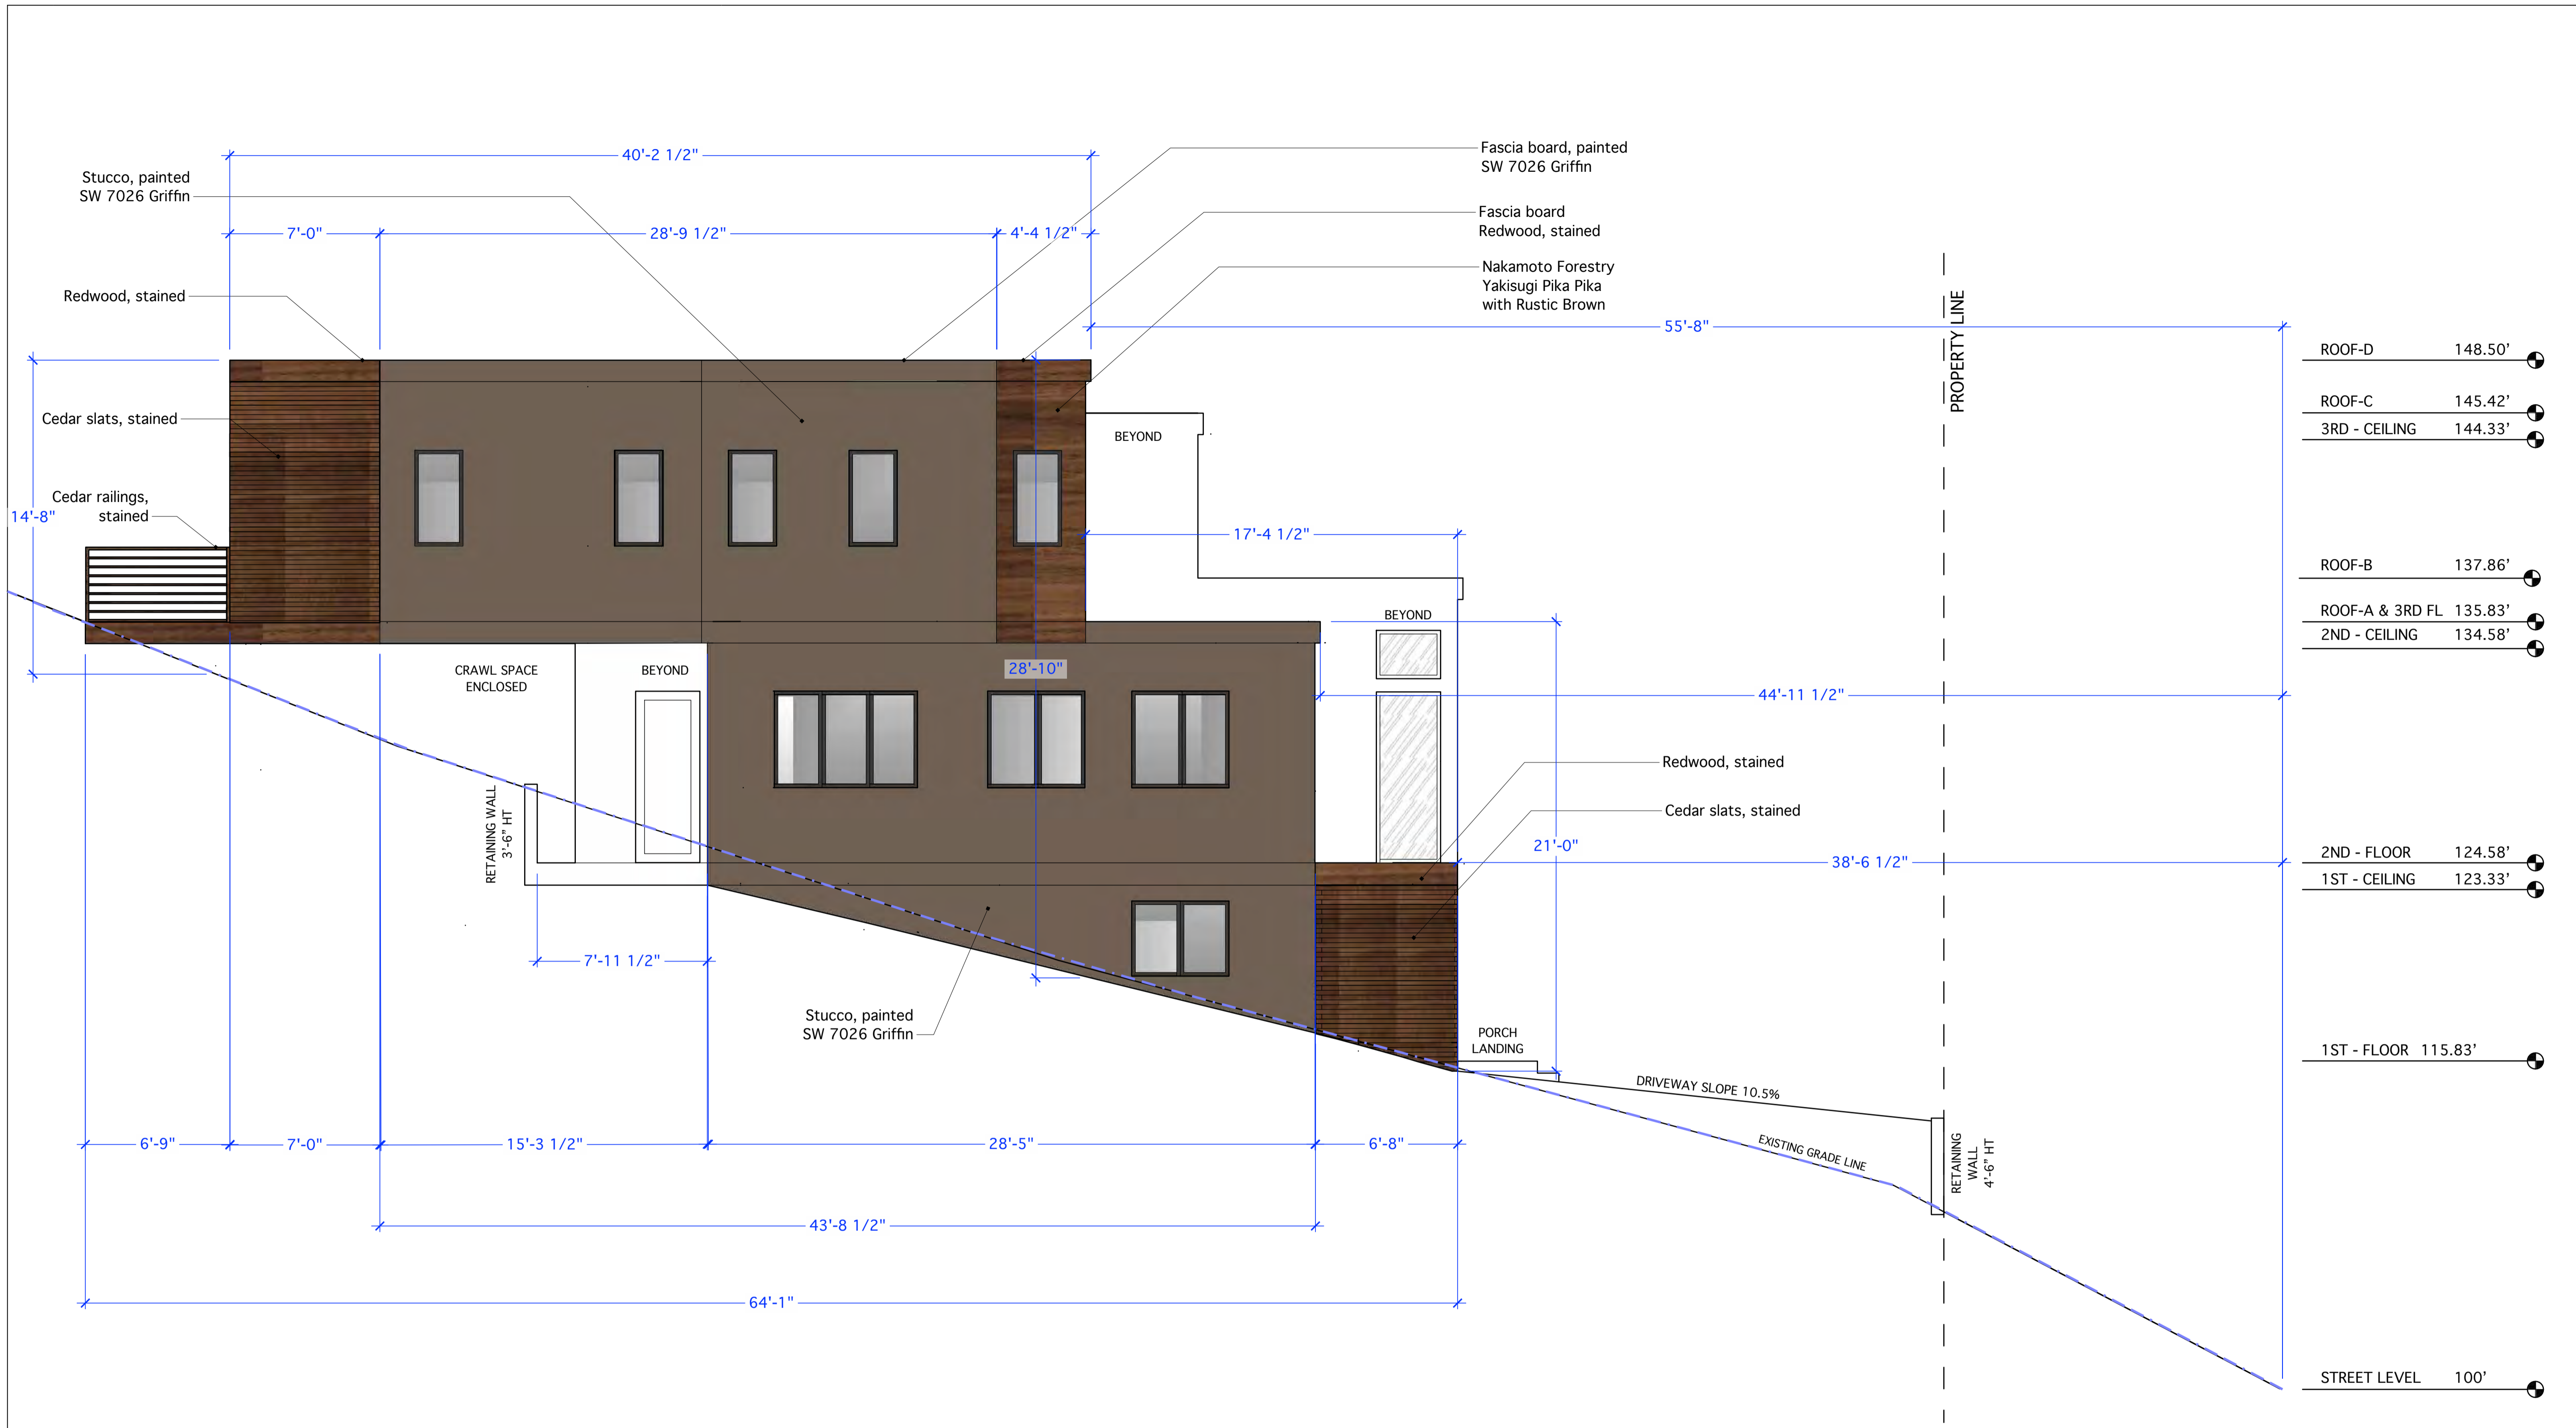 40'-2 1/2"
Stucco, painted
SW 7026 Griffin
Fascia board, painted
SW 7026 Griffin
7'-0"
28'-9 1/2"
4'-4 1/2"
Fascia board
Redwood, stained
Redwood, stained
Nakamoto Forestry
Yakisugi Pika Pika
with Rustic Brown
PROPERTY LINE
55'-8"
ROOF-D 148.50'
ROOF-C 145.42'
3RD - CEILING 144.33'
Cedar slats, stained
BEYOND
Cedar railings,
stained
14'-8"
17'-4 1/2"
ROOF-B 137.86'
ROOF-A & 3RD FL 135.83'
2ND - CEILING 134.58'
BEYOND
CRAWL SPACE
ENCLOSED
BEYOND
28'-10"
44'-11 1/2"
Redwood, stained
Cedar slats, stained
RETAINING WALL
3'-6" HT
21'-0"
38'-6 1/2"
2ND - FLOOR 124.58'
1ST - CEILING 123.33'
7'-11 1/2"
Stucco, painted
SW 7026 Griffin
PORCH
LANDING
1ST - FLOOR 115.83'
DRIVEWAY SLOPE 10.5%
EXISTING GRADE LINE
RETAINING
WALL
4'-6" HT
6'-9"
7'-0"
15'-3 1/2"
28'-5"
6'-8"
43'-8 1/2"
64'-1"
STREET LEVEL 100'